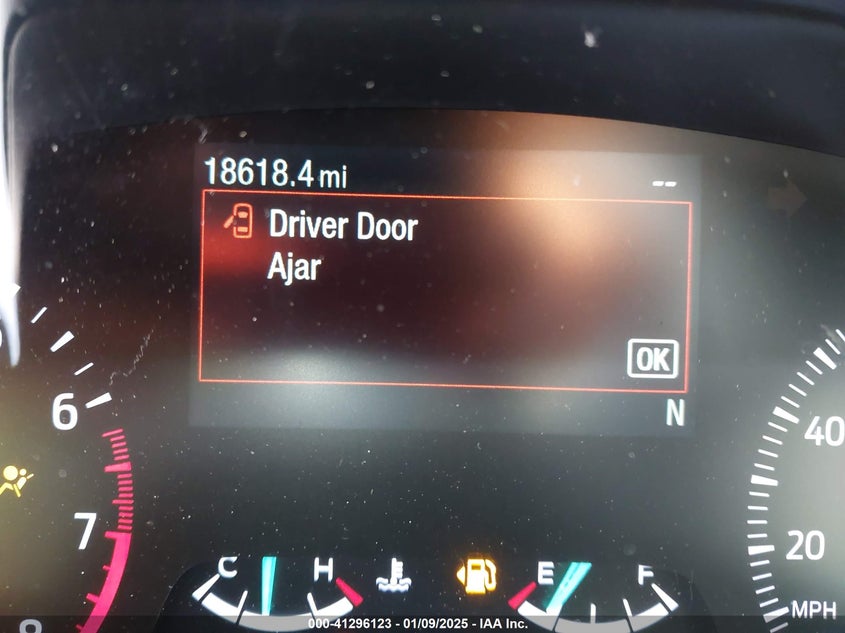 18618.4 mi --
Driver Door
Ajar
OK
N
6
7
8
40
20
MPH
C H
E F
000-41296123 - 01/09/2025 - IAA Inc.